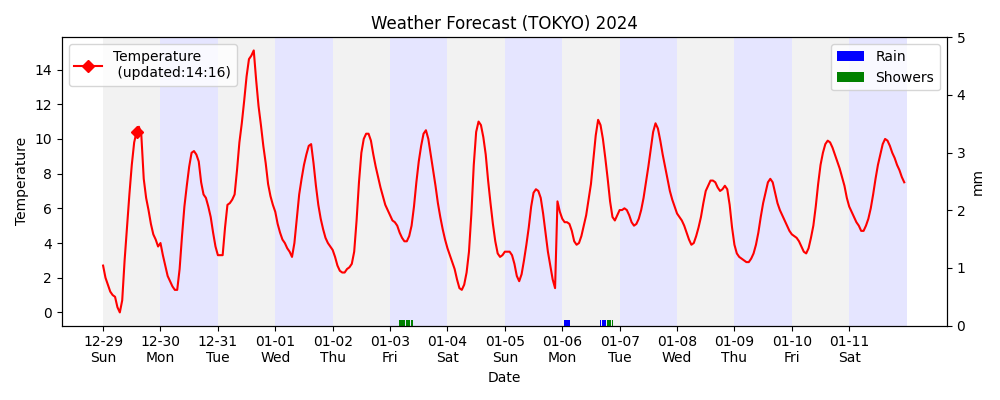 Weather Forecast (TOKYO) 2024
Temperature
(updated:14:16)
Rain
Showers
Temperature
14
12
10
8
6
4
2
0
5
4
3
2
1
0
mm
12-29 12-30 12-31 01-01 01-02 01-03 01-04 01-05 01-06 01-07 01-08 01-09 01-10 01-11
Sun Mon Tue Wed Thu Fri Sat Sun Mon Tue Wed Thu Fri Sat
Date